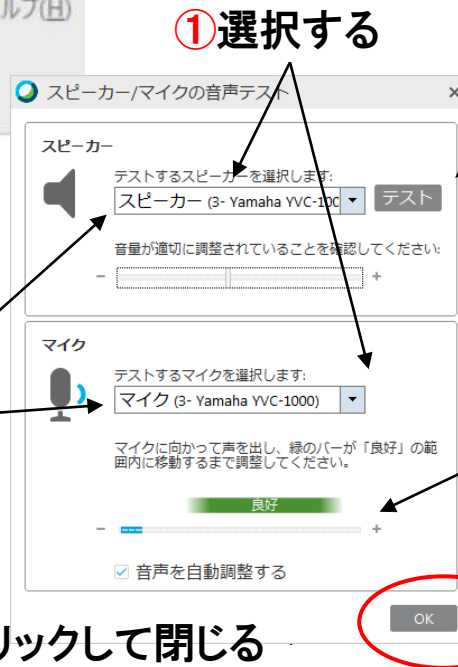 ルプ(H)
①選択する
スピーカー/マイクの音声テスト
スピーカー
テストするスピーカーを選択します:
スピーカー (3- Yamaha YVC-100
テスト
音量が適切に調整されていることを確認してください:
- +
マイク
テストするマイクを選択します:
マイク (3- Yamaha YVC-1000)
マイクに向かって声を出し、緑のバーが「良好」の範
囲内に移動するまで調整してください。
良好
- +
音声を自動調整する
OK
リックして閉じる